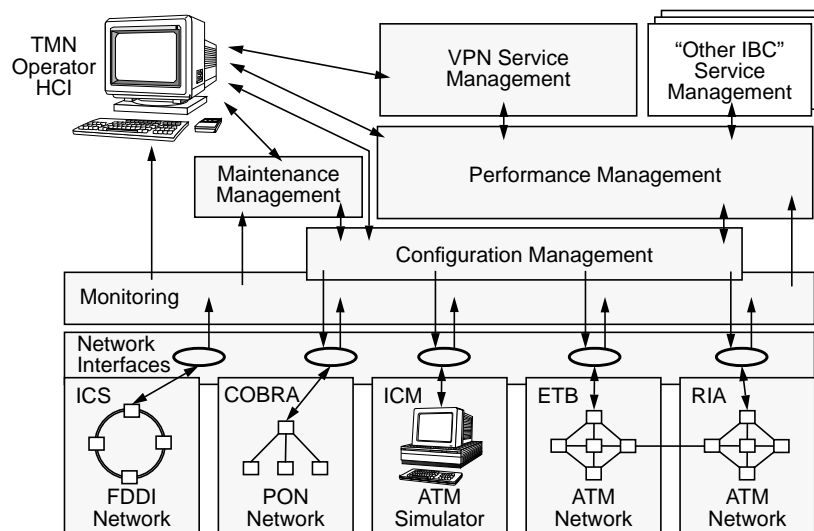 TMN
Operator
HCI
VPN Service
Management
“Other IBC”
Service
Management
Maintenance
Management
Performance Management
Configuration Management
Monitoring
Network
Interfaces
ICS
FDDI
Network
COBRA
PON
Network
ICM
ATM
Simulator
ETB
ATM
Network
RIA
ATM
Network